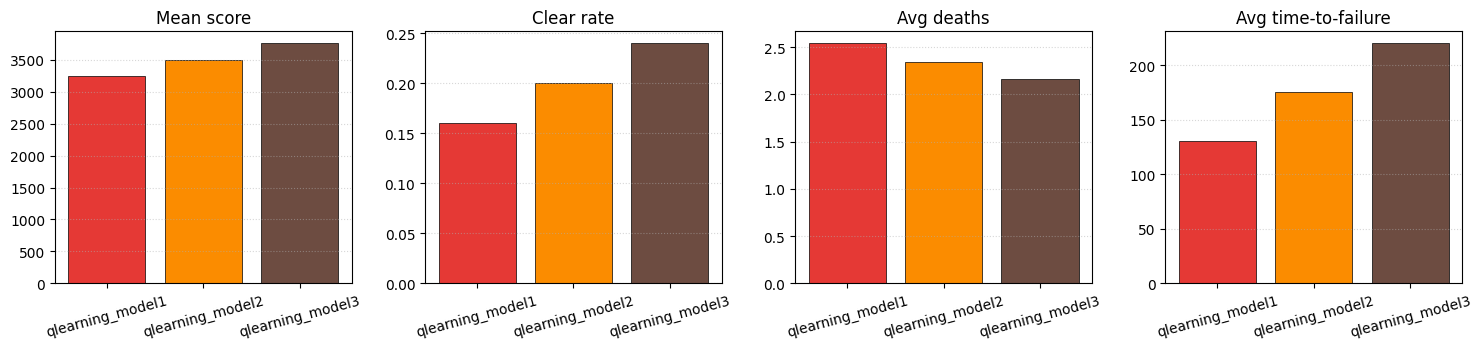 Mean score
3500
3000
2500
2000
1500
1000
500
0
qlearning_model1
qlearning_model2
qlearning_model3
Clear rate
0.25
0.20
0.15
0.10
0.05
0.00
qlearning_model1
qlearning_model2
qlearning_model3
Avg deaths
2.5
2.0
1.5
1.0
0.5
0.0
qlearning_model1
qlearning_model2
qlearning_model3
Avg time-to-failure
200
150
100
50
0
qlearning_model1
qlearning_model2
qlearning_model3